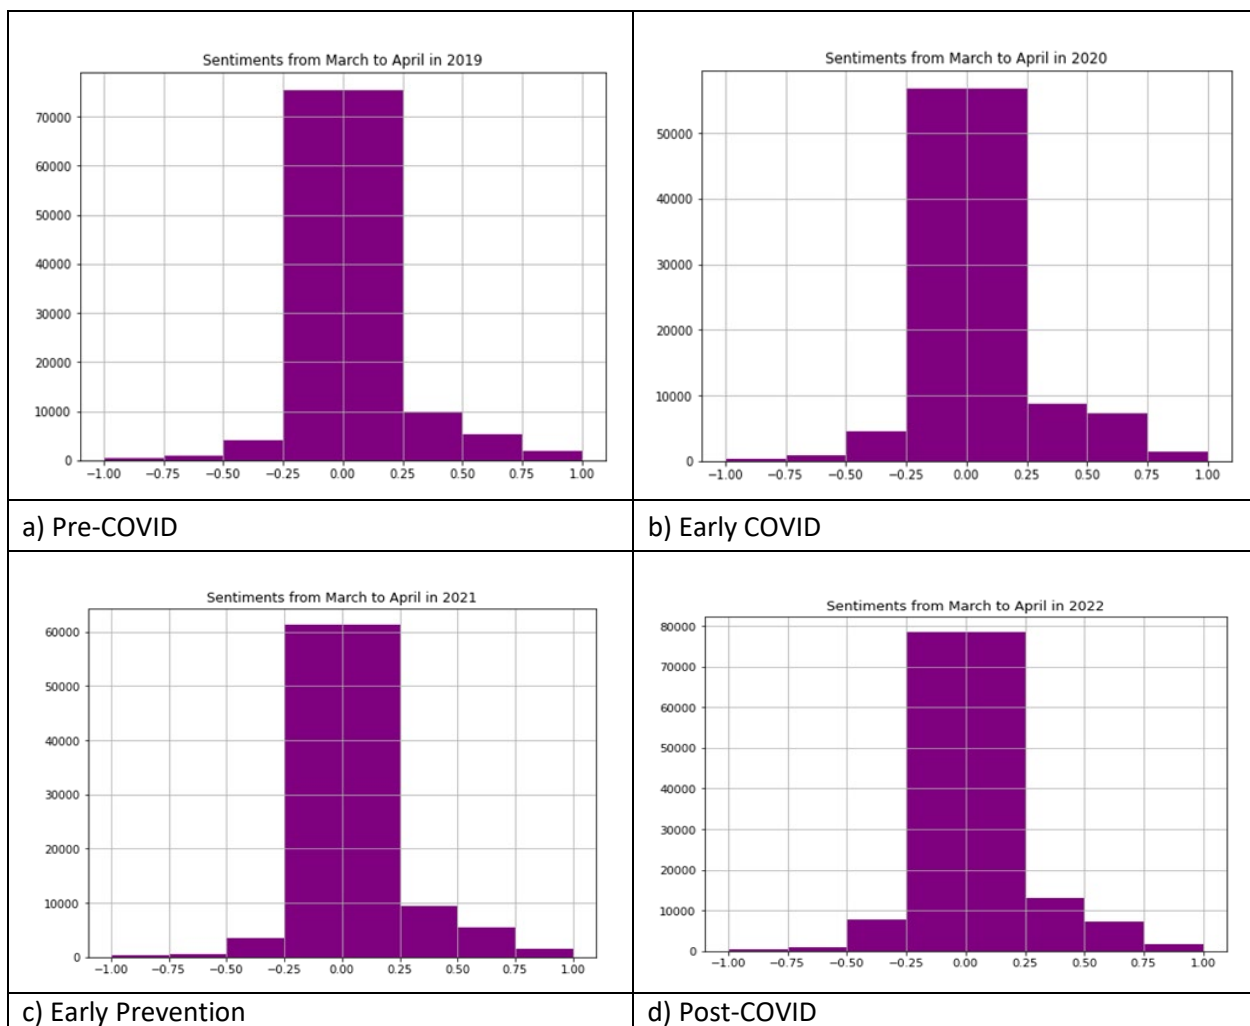 Sentiments from March to April in 2019
70000
60000
50000
40000
30000
20000
10000
0
−1.00 −0.75 −0.50 −0.25 0.00 0.25 0.50 0.75 1.00
a) Pre-COVID
Sentiments from March to April in 2020
50000
40000
30000
20000
10000
0
−1.00 −0.75 −0.50 −0.25 0.00 0.25 0.50 0.75 1.00
b) Early COVID
Sentiments from March to April in 2021
60000
50000
40000
30000
20000
10000
0
−1.00 −0.75 −0.50 −0.25 0.00 0.25 0.50 0.75 1.00
c) Early Prevention
Sentiments from March to April in 2022
80000
70000
60000
50000
40000
30000
20000
10000
0
−1.00 −0.75 −0.50 −0.25 0.00 0.25 0.50 0.75 1.00
d) Post-COVID